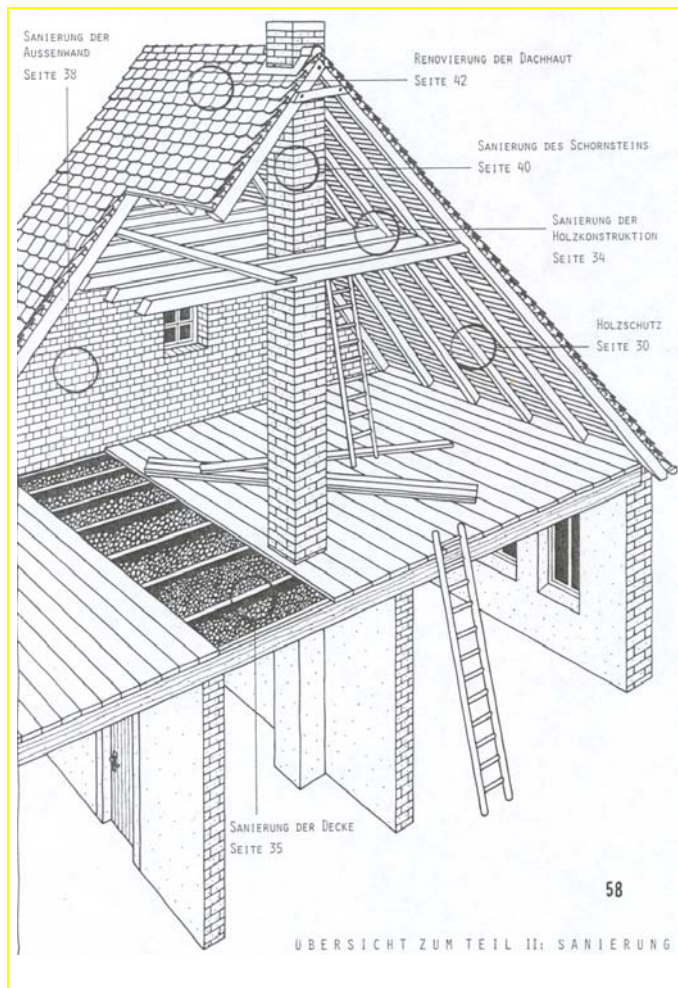 SANIERUNG DER
AUSSENWAND
SEITE 38
RENOVIERUNG DER DACHHAUT
SEITE 42
SANIERUNG DES SCHORNSTEINS
SEITE 40
SANIERUNG DER
HOLZKONSTRUKTION
SEITE 34
HOLZSCHUTZ
SEITE 30
SANIERUNG DER DECKE
SEITE 35
58
ÜBERSICHT ZUM TEIL II: SANIERUNG